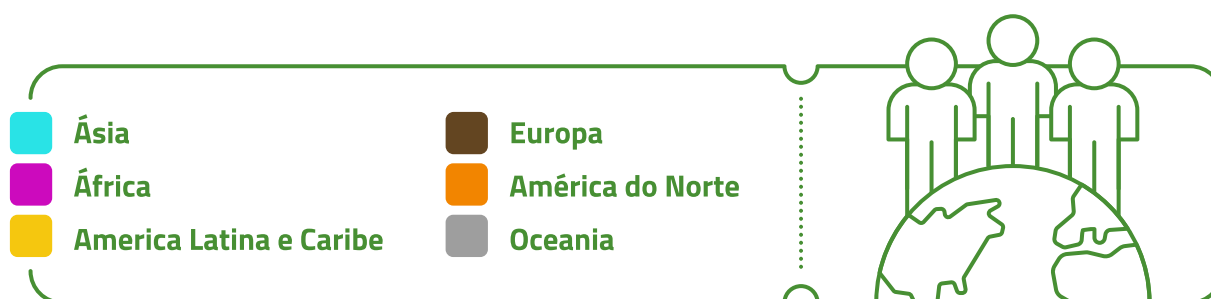 Ásia
África
America Latina e Caribe
Europa
América do Norte
Oceania